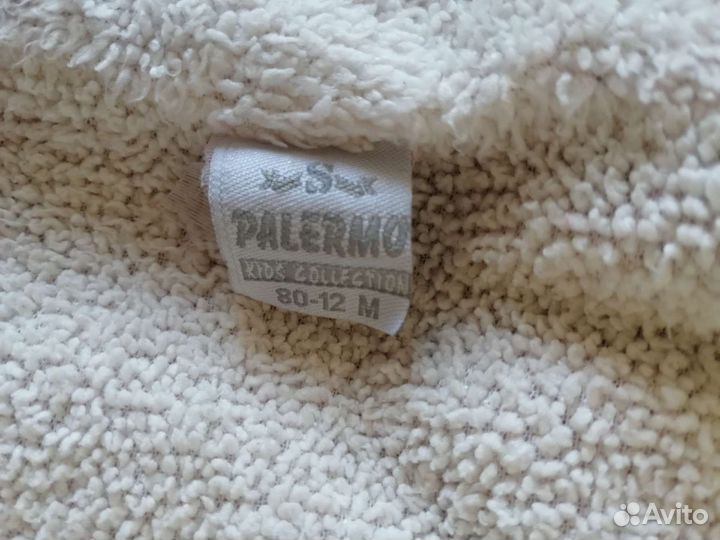 S
PALERMO
KIDS COLLECTION
80-12 M
Avito